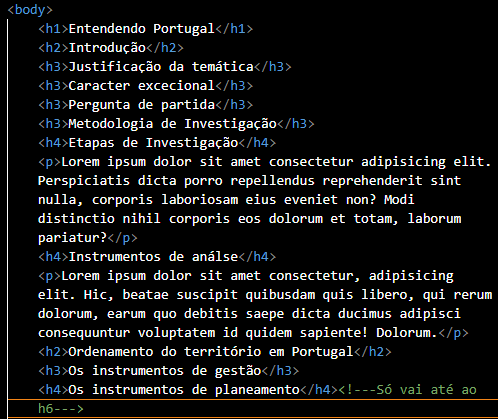 <body>
<h1>Entendendo Portugal</h1>
<h2>Introdução</h2>
<h3>Justificação da temática</h3>
<h3>Caracter excecional</h3>
<h3>Pergunta de partida</h3>
<h3>Metodologia de Investigação</h3>
<h4>Etapas de Investigação</h4>
<p>Lorem ipsum dolor sit amet consectetur adipisicing elit.
Perspiciatis dicta porro repellendus reprehenderit sint
nulla, corporis laboriosam eius eveniet non? Modi
distinctio nihil corporis eos dolorum et totam, laborum
pariatur?</p>
<h4>Instrumentos de análse</h4>
<p>Lorem ipsum dolor sit amet consectetur, adipisicing
elit. Hic, beatae suscipit quibusdam quis libero, qui rerum
dolorum, earum quo debitis saepe dicta ducimus adipisci
consequuntur voluptatem id quidem sapiente! Dolorum.</p>
<h2>Ordenamento do território em Portugal</h2>
<h3>Os instrumentos de gestão</h3>
<h4>Os instrumentos de planeamento</h4><!---Só vai até ao
h6--->